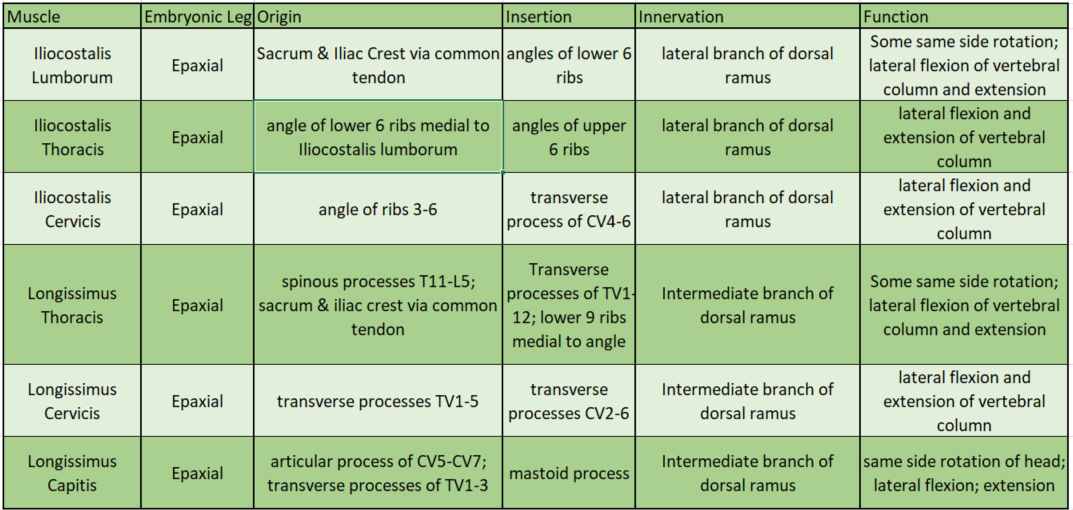 Muscle Embryonic Leg Origin Insertion Innervation Function
Iliocostalis
Lumborum
Epaxial
Sacrum & Iliac Crest via common
tendon
angles of lower 6
ribs
lateral branch of dorsal
ramus
Some same side rotation;
lateral flexion of vertebral
column and extension
Iliocostalis
Thoracis
Epaxial
angle of lower 6 ribs medial to
Iliocostalis lumborum
angles of upper
6 ribs
lateral branch of dorsal
ramus
lateral flexion and
extension of vertebral
column
Iliocostalis
Cervicis
Epaxial
angle of ribs 3-6
transverse
process of CV4-6
lateral branch of dorsal
ramus
lateral flexion and
extension of vertebral
column
Longissimus
Thoracis
Epaxial
spinous processes T11-L5;
sacrum & iliac crest via common
tendon
Transverse
processes of TV1-
12; lower 9 ribs
medial to angle
Intermediate branch of
dorsal ramus
Some same side rotation;
lateral flexion of vertebral
column and extension
Longissimus
Cervicis
Epaxial
transverse processes TV1-5
transverse
processes CV2-6
Intermediate branch of
dorsal ramus
lateral flexion and
extension of vertebral
column
Longissimus
Capitis
Epaxial
articular process of CV5-CV7;
transverse processes of TV1-3
mastoid process
Intermediate branch of
dorsal ramus
same side rotation of head;
lateral flexion; extension